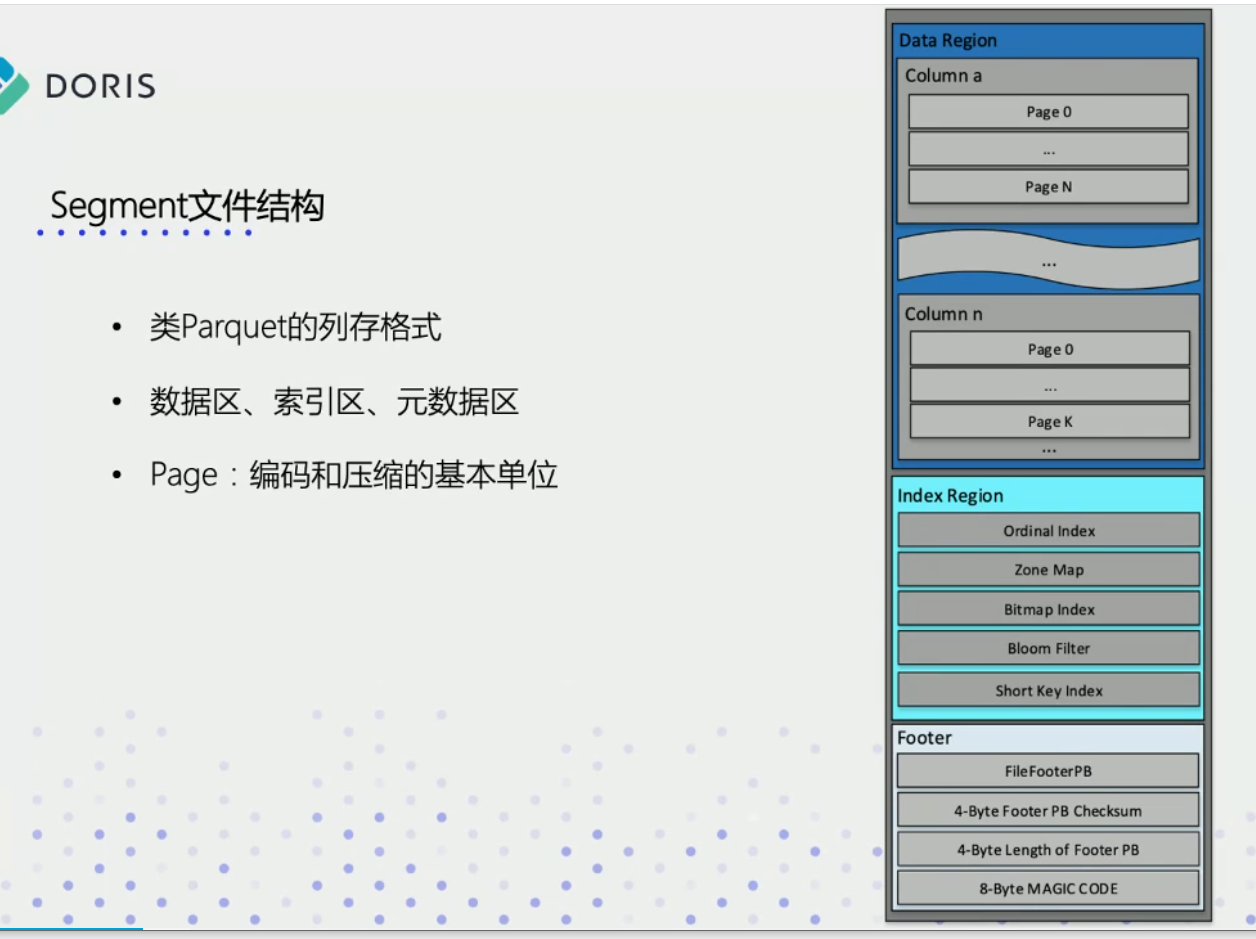 DORIS
Segment文件结构
• 类Parquet的列存格式
• 数据区、索引区、元数据区
• Page：编码和压缩的基本单位
Data Region
Column a
Page 0
...
Page N
...
Column n
Page 0
...
Page K
...
Index Region
Ordinal Index
Zone Map
Bitmap Index
Bloom Filter
Short Key Index
Footer
FileFooterPB
4-Byte Footer PB Checksum
4-Byte Length of Footer PB
8-Byte MAGIC CODE